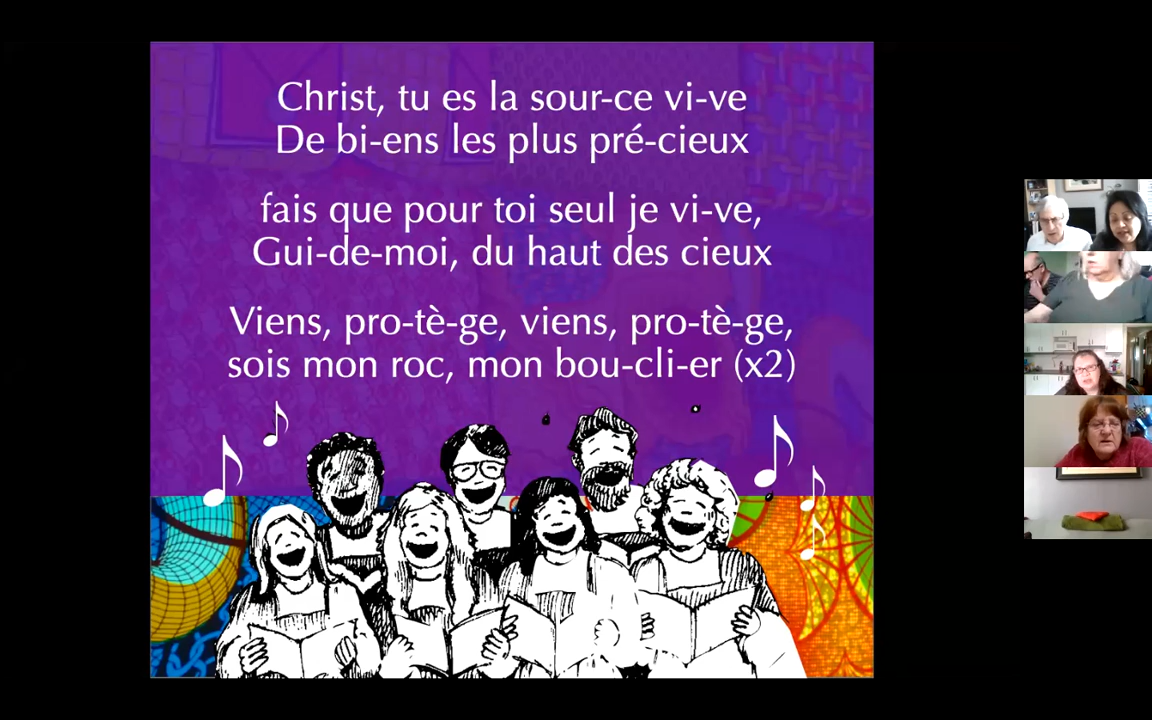 Christ, tu es la sour-ce vi-ve
De bi-ens les plus pré-cieux
fais que pour toi seul je vi-ve,
Gui-de-moi, du haut des cieux
Viens, pro-tè-ge, viens, pro-tè-ge,
sois mon roc, mon bou-cli-er (x2)